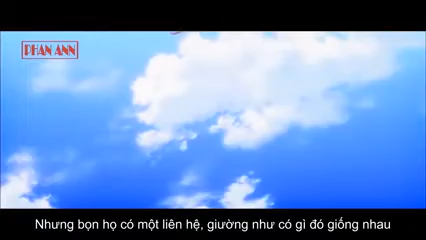 PHAN ANN
Nhưng bọn họ có một liên hệ, giường như có gì đó giống nhau